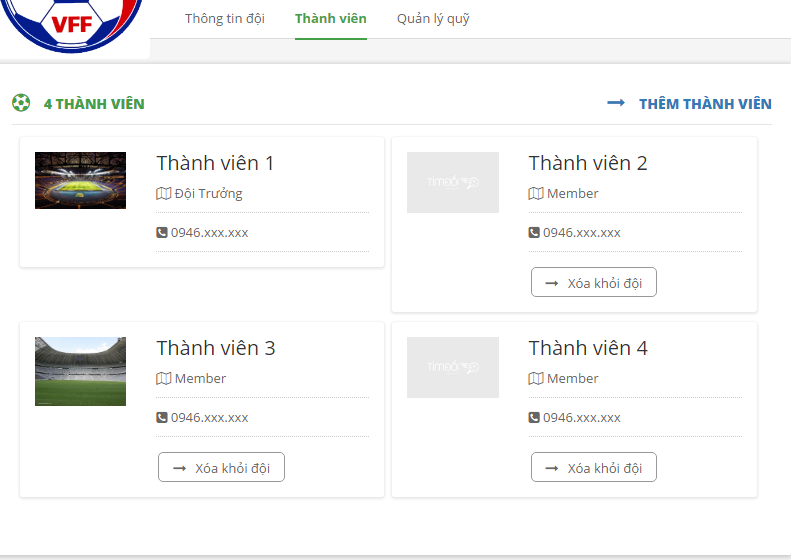 VFF
Thông tin đội
Thành viên
Quản lý quỹ
4 THÀNH VIÊN
THÊM THÀNH VIÊN
Thành viên 1
Đội Trưởng
0946.xxx.xxx
TÌMĐỐI
Thành viên 2
Member
0946.xxx.xxx
Xóa khỏi đội
Thành viên 3
Member
0946.xxx.xxx
Xóa khỏi đội
TÌMĐỐI
Thành viên 4
Member
0946.xxx.xxx
Xóa khỏi đội